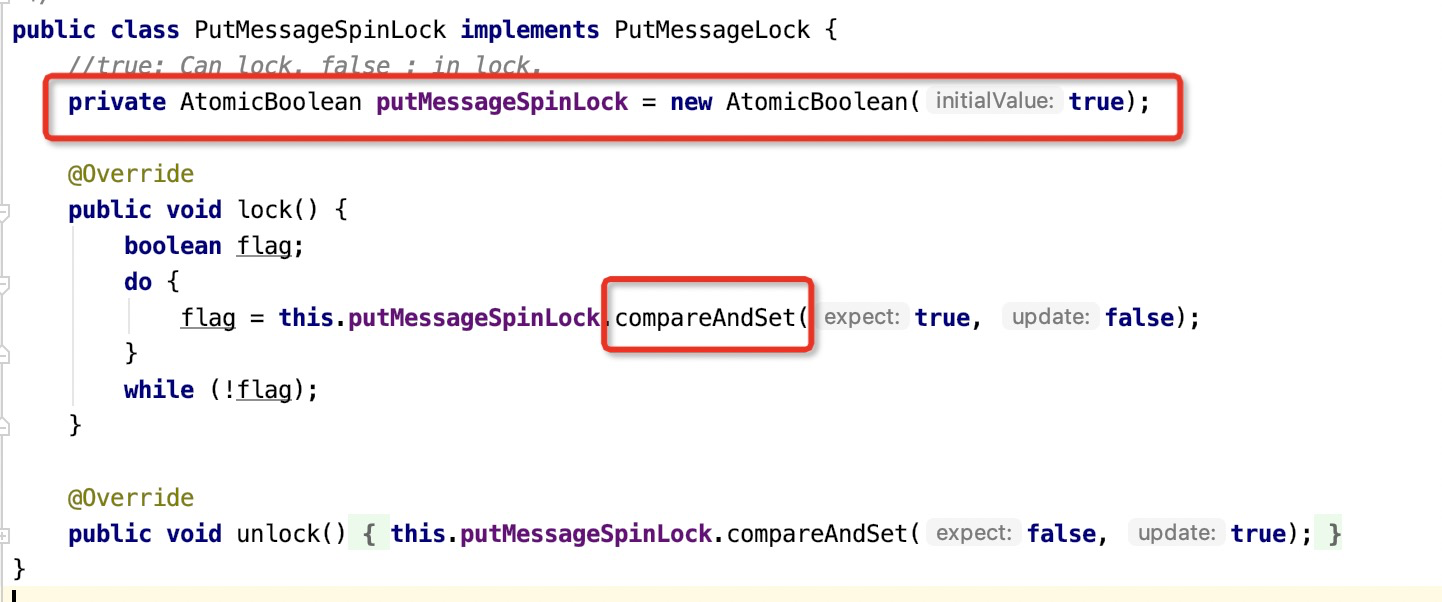 public class PutMessageSpinLock implements PutMessageLock {
//true: Can lock, false : in lock.
private AtomicBoolean putMessageSpinLock = new AtomicBoolean( initialValue: true);
@Override
public void lock() {
boolean flag;
do {
flag = this.putMessageSpinLock.compareAndSet( expect: true, update: false);
}
while (!flag);
}
@Override
public void unlock() { this.putMessageSpinLock.compareAndSet( expect: false, update: true); }
}